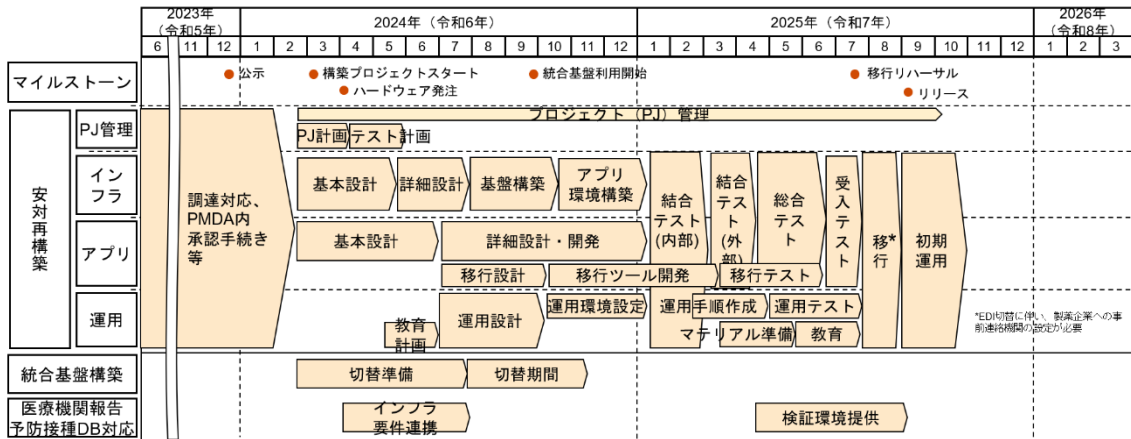 2023年
(令和5年)
2024年（令和6年）
2025年（令和7年）
2026年
(令和8年)
6 11 12 1 2 3 4 5 6 7 8 9 10 11 12 1 2 3 4 5 6 7 8 9 10 11 12 1 2 3
マイルストーン
公示
構築プロジェクトスタート
ハードウェア発注
統合基盤利用開始
移行リハーサル
リリース
安対再構築
PJ管理
プロジェクト（PJ）管理
PJ計画
テスト計画
調達対応、
PMDA内
承認手続き
等
インフラ
基本設計
詳細設計
基盤構築
アプリ
環境構築
結合
テスト
(内部)
結合
テスト
(外
部)
総合
テスト
受入テスト
移行*
初期
運用
アプリ
基本設計
詳細設計・開発
移行設計
移行ツール開発
移行テスト
運用
教育
計画
運用設計
運用環境設定
運用手順作成
運用テスト
マテリアル準備
教育
*EDI切替に伴い、製薬企業への事
前連絡機関の設定が必要
統合基盤構築
切替準備
切替期間
医療機関報告
予防接種DB対応
インフラ
要件連携
検証環境提供